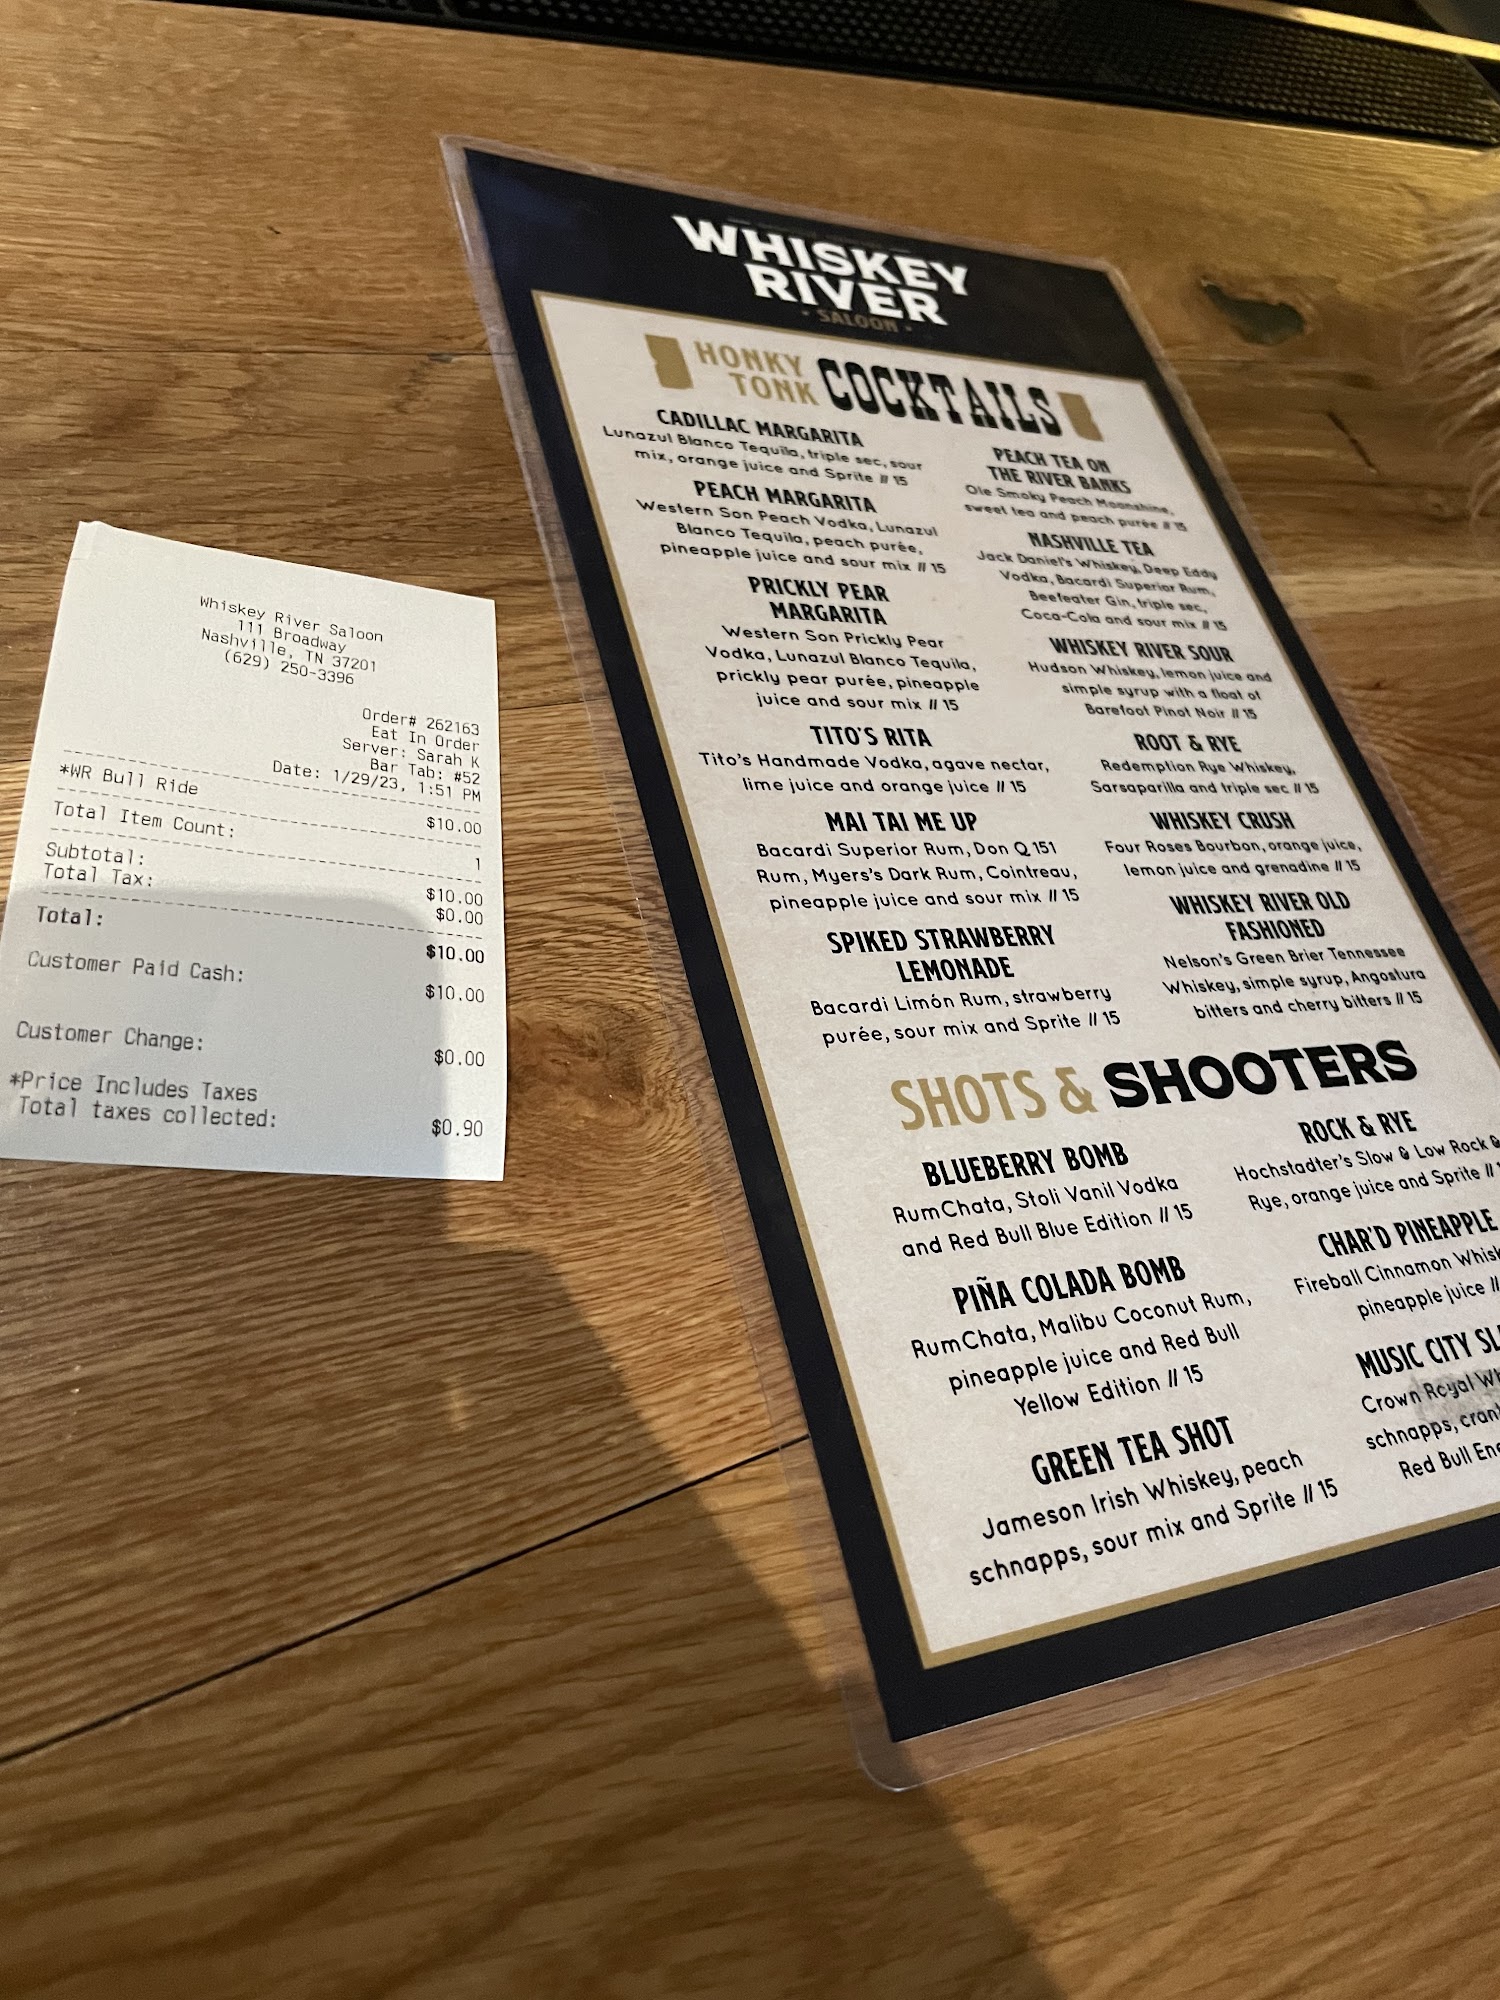 Whiskey River Saloon
111 Broadway
Nashville, TN 37201
(629) 250-3396
Order# 262163
Eat In Order
Server: Sarah K
Bar Tab: #52
Date: 1/29/23, 1:51 PM
*WR Bull Ride $10.00
Total Item Count: 1
Subtotal: $10.00
Total Tax: $0.00
Total: $10.00
Customer Paid Cash: $10.00
Customer Change: $0.00
*Price Includes Taxes
Total taxes collected: $0.90
WHISKEY
RIVER
• SALOON •
HONKY
TONK COCKTAILS
CADILLAC MARGARITA
Lunazul Blanco Tequila, triple sec, sour
mix, orange juice and Sprite // 15
PEACH MARGARITA
Western Son Peach Vodka, Lunazul
Blanco Tequila, peach purée,
pineapple juice and sour mix // 15
PRICKLY PEAR
MARGARITA
Western Son Prickly Pear
Vodka, Lunazul Blanco Tequila,
prickly pear purée, pineapple
juice and sour mix // 15
TITO'S RITA
Tito's Handmade Vodka, agave nectar,
lime juice and orange juice // 15
MAI TAI ME UP
Bacardi Superior Rum, Don Q 151
Rum, Myers's Dark Rum, Cointreau,
pineapple juice and sour mix // 15
SPIKED STRAWBERRY
LEMONADE
Bacardi Limón Rum, strawberry
purée, sour mix and Sprite // 15
PEACH TEA ON
THE RIVER BANKS
Ole Smoky Peach Moonshine,
sweet tea and peach purée // 15
NASHVILLE TEA
Jack Daniel's Whiskey, Deep Eddy
Vodka, Bacardi Superior Rum,
Beefeater Gin, triple sec,
Coca-Cola and sour mix // 15
WHISKEY RIVER SOUR
Hudson Whiskey, lemon juice and
simple syrup with a float of
Barefoot Pinot Noir // 15
ROOT & RYE
Redemption Rye Whiskey,
Sarsaparilla and triple sec // 15
WHISKEY CRUSH
Four Roses Bourbon, orange juice,
lemon juice and grenadine // 15
WHISKEY RIVER OLD
FASHIONED
Nelson's Green Brier Tennessee
Whiskey, simple syrup, Angostura
bitters and cherry bitters // 15
SHOTS & SHOOTERS
BLUEBERRY BOMB
RumChata, Stoli Vanil Vodka
and Red Bull Blue Edition // 15
PIÑA COLADA BOMB
RumChata, Malibu Coconut Rum,
pineapple juice and Red Bull
Yellow Edition // 15
GREEN TEA SHOT
Jameson Irish Whiskey, peach
schnapps, sour mix and Sprite // 15
ROCK & RYE
Hochstadter's Slow & Low Rock &
Rye, orange juice and Sprite //
CHAR'D PINEAPPLE
Fireball Cinnamon Whisk
pineapple juice //
MUSIC CITY SL
Crown Royal Wh
schnapps, cran
Red Bull Ene